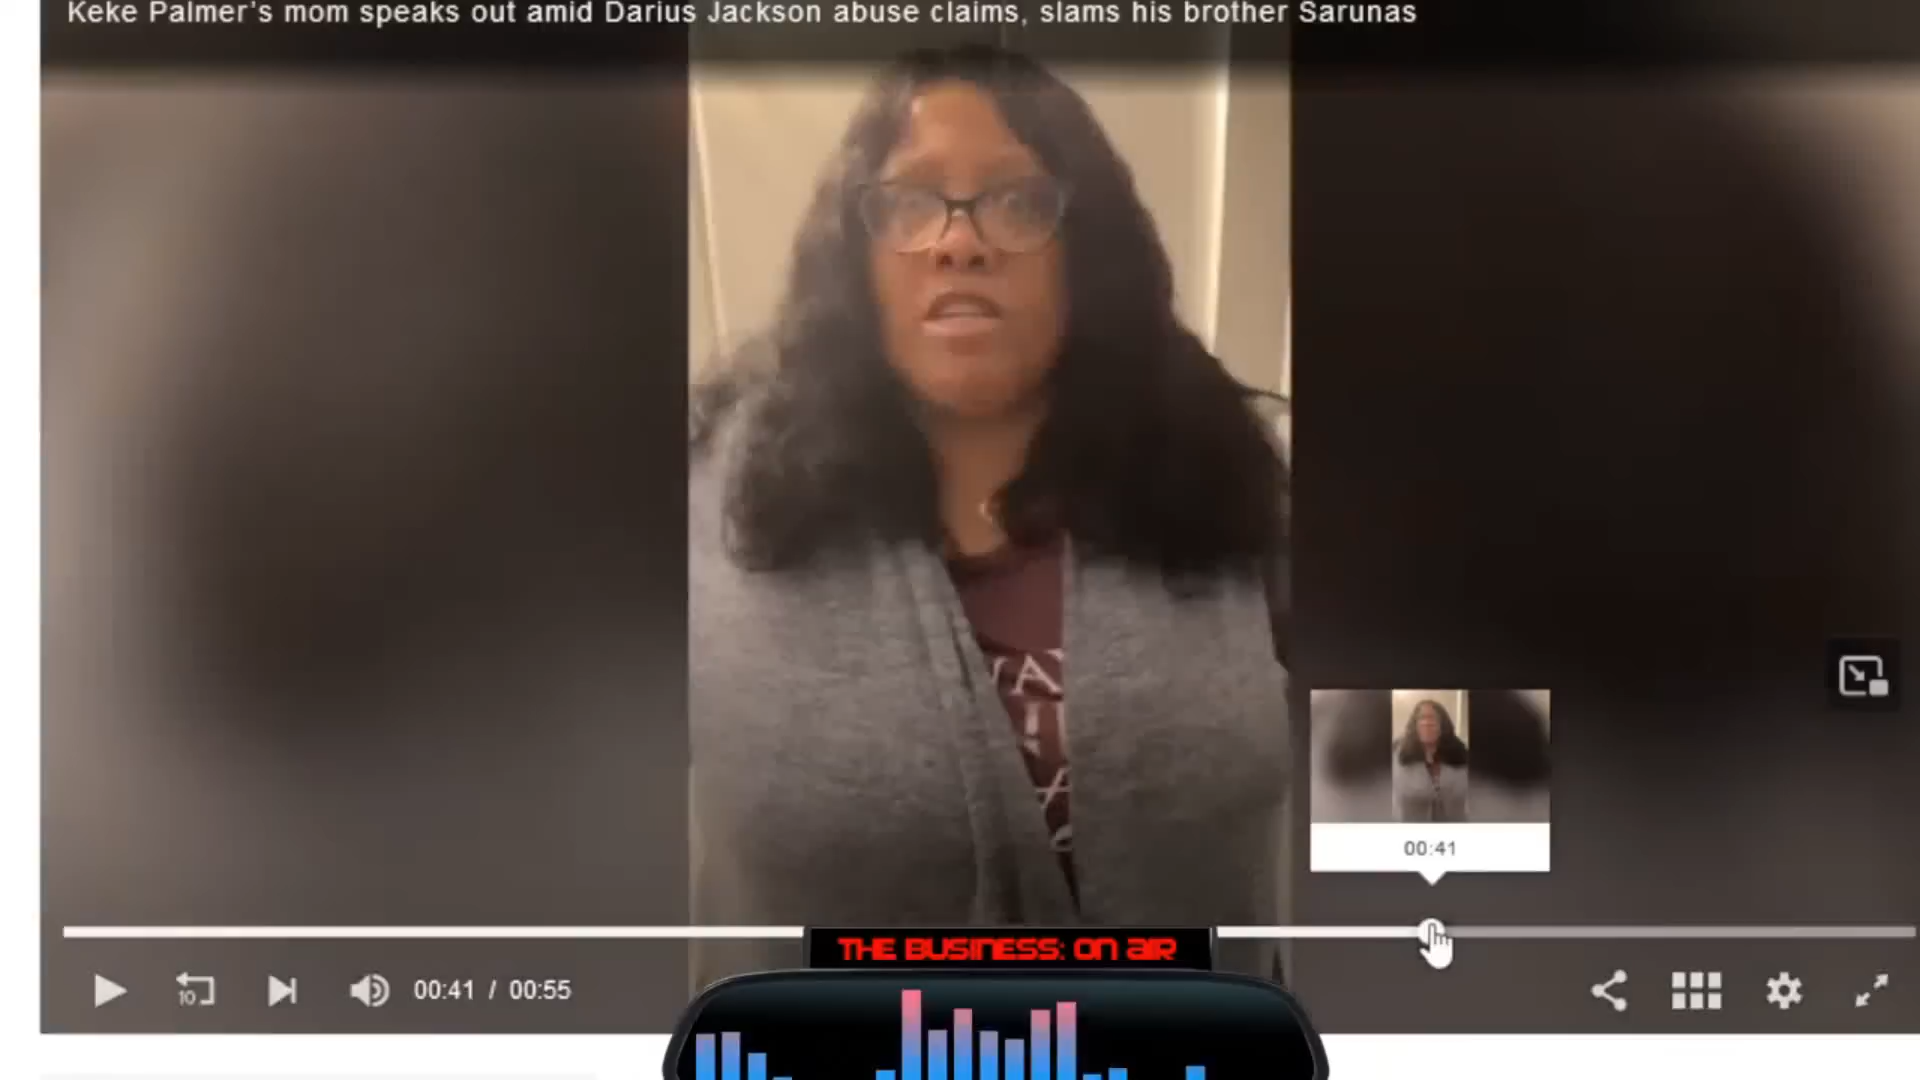 Keke Palmer's mom speaks out amid Darius Jackson abuse claims, slams his brother Sarunas
00:41
THE BUSINESS: ON AIR
10
00:41 / 00:55